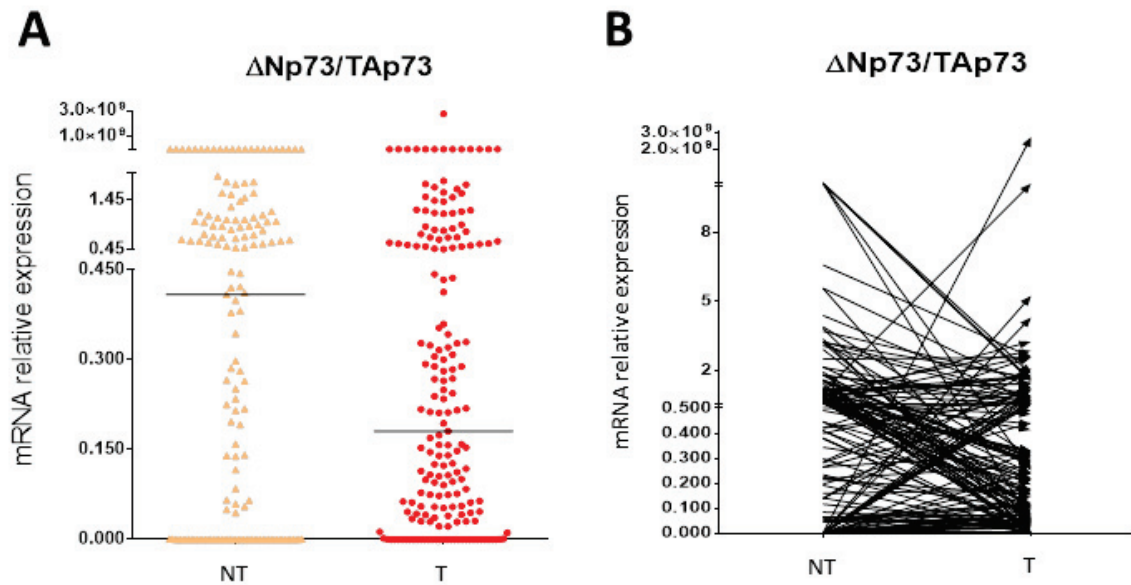 A
ΔNp73/TAp73
mRNA relative expression
3.0×10⁹
1.0×10⁹
1.45
0.45
0.450
0.300
0.150
0.000
NT
T
B
ΔNp73/TAp73
mRNA relative expression
3.0×10⁹
2.0×10⁹
8
5
2
0.500
0.400
0.300
0.200
0.100
0.000
NT
T